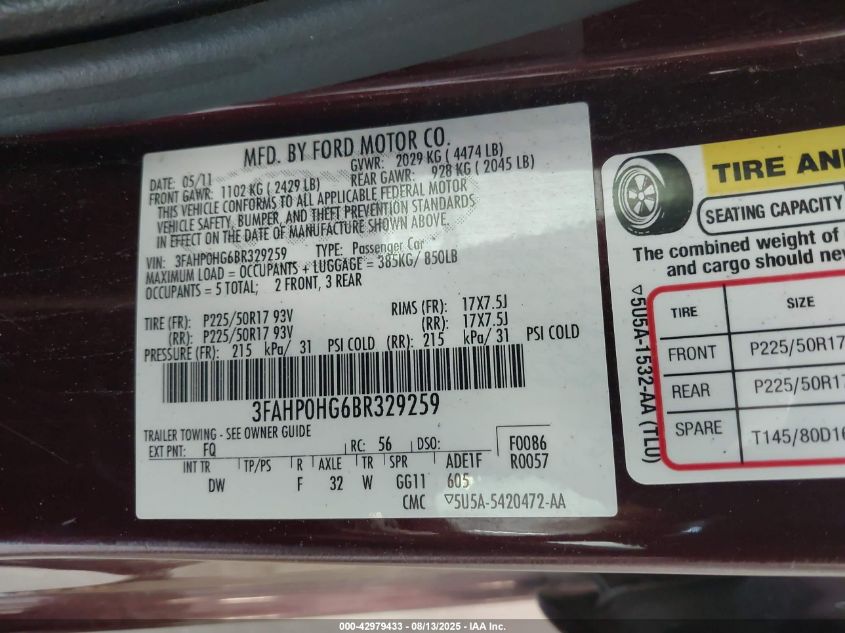 MFD. BY FORD MOTOR CO.
DATE: 05/11 GVWR: 2029 KG ( 4474 LB)
FRONT GAWR: 1102 KG ( 2429 LB) REAR GAWR: 928 KG ( 2045 LB)
THIS VEHICLE CONFORMS TO ALL APPLICABLE FEDERAL MOTOR
VEHICLE SAFETY, BUMPER, AND THEFT PREVENTION STANDARDS
IN EFFECT ON THE DATE OF MANUFACTURE SHOWN ABOVE.
VIN: 3FAHP0HG6BR329259 TYPE: Passenger Car
MAXIMUM LOAD = OCCUPANTS + LUGGAGE = 385KG/ 850LB
OCCUPANTS = 5 TOTAL; 2 FRONT, 3 REAR
TIRE (FR): P225/50R17 93V RIMS (FR): 17X7.5J
(RR): P225/50R17 93V (RR): 17X7.5J
PRESSURE (FR): 215 kPa/ 31 PSI COLD (RR): 215 kPa/ 31 PSI COLD
3FAHP0HG6BR329259
TRAILER TOWING - SEE OWNER GUIDE
EXT PNT: FQ RC: 56 DSO: F0086
INT TR TP/PS R AXLE TR SPR ADE1F R0057
DW F 32 W GG11 605
CMC ▽5U5A-5420472-AA
TIRE AN
SEATING CAPACITY
The combined weight of
and cargo should nev
▽5U5A-1532-AA (TLU)
TIRE SIZE
FRONT P225/50R17
REAR P225/50R17
SPARE T145/80D16
000-42979433 - 08/13/2025 - IAA Inc.